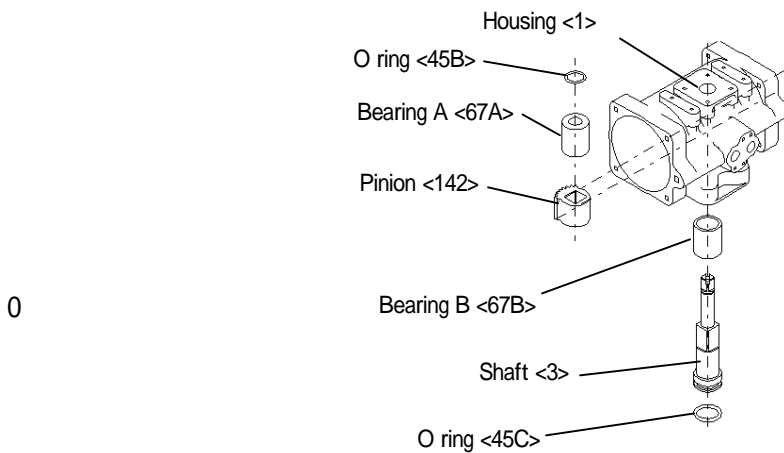 Housing <1>
O ring <45B>
Bearing A <67A>
Pinion <142>
0
Bearing B <67B>
Shaft <3>
O ring <45C>